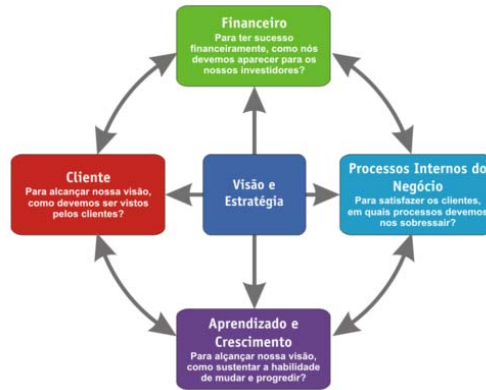 Financeiro
Para ter sucesso
financeiramente, como nós
devemos aparecer para os
nossos investidores?
Cliente
Para alcançar nossa visão,
como devemos ser vistos
pelos clientes?
Visão e
Estratégia
Processos Internos do
Negócio
Para satisfazer os clientes,
em quais processos devemos
nos sobressair?
Aprendizado e
Crescimento
Para alçançar nossa visão,
como sustentar a habilidade
de mudar e progredir?